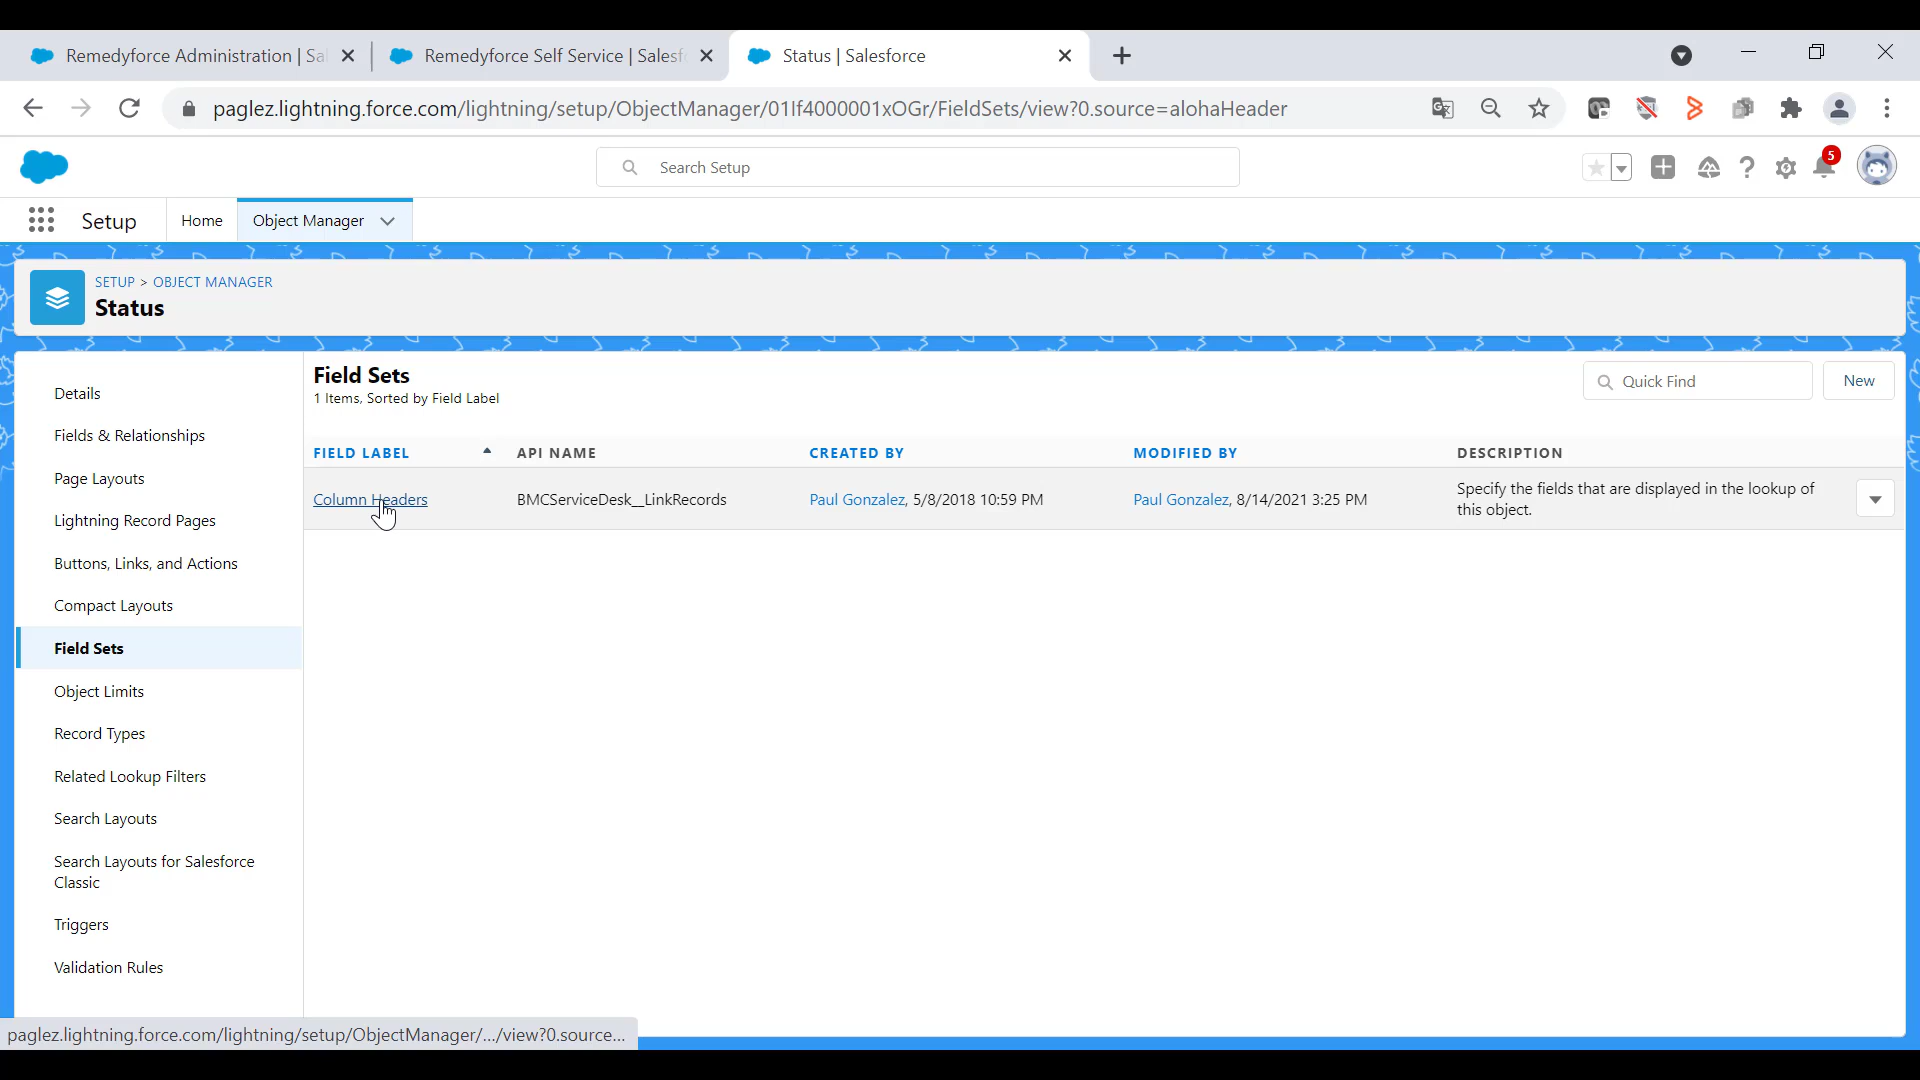 Remedyforce Administration | Sa
Remedyforce Self Service | Salesf
Status | Salesforce
paglez.lightning.force.com/lightning/setup/ObjectManager/01If4000001xOGr/FieldSets/view?0.source=alohaHeader
Search Setup
5
Setup
Home
Object Manager
SETUP > OBJECT MANAGER
Status
Details
Fields & Relationships
Page Layouts
Lightning Record Pages
Buttons, Links, and Actions
Compact Layouts
Field Sets
Object Limits
Record Types
Related Lookup Filters
Search Layouts
Search Layouts for Salesforce
Classic
Triggers
Validation Rules
Field Sets
1 Items, Sorted by Field Label
Quick Find
New
FIELD LABEL API NAME CREATED BY MODIFIED BY DESCRIPTION
Column Headers BMCServiceDesk__LinkRecords Paul Gonzalez, 5/8/2018 10:59 PM Paul Gonzalez, 8/14/2021 3:25 PM Specify the fields that are displayed in the lookup of
this object.
paglez.lightning.force.com/lightning/setup/ObjectManager/.../view?0.source...